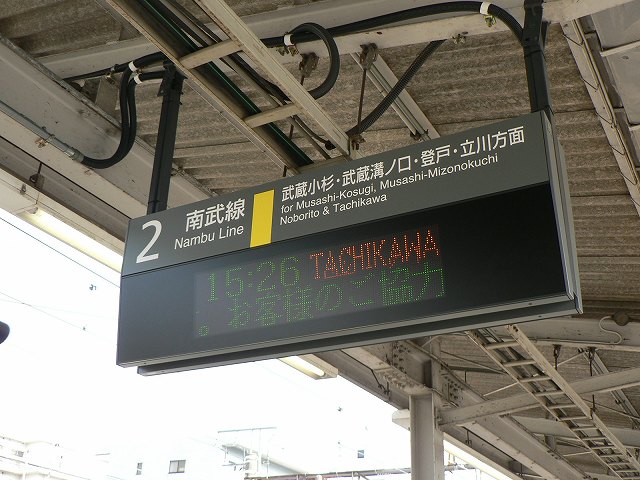 2
南武線
Nambu Line
武蔵小杉・武蔵溝ノ口・登戸・立川方面
for Musashi-Kosugi, Musashi-Mizonokuchi
Noborito & Tachikawa
15:26 TACHIKAWA
。 お客様のご協力